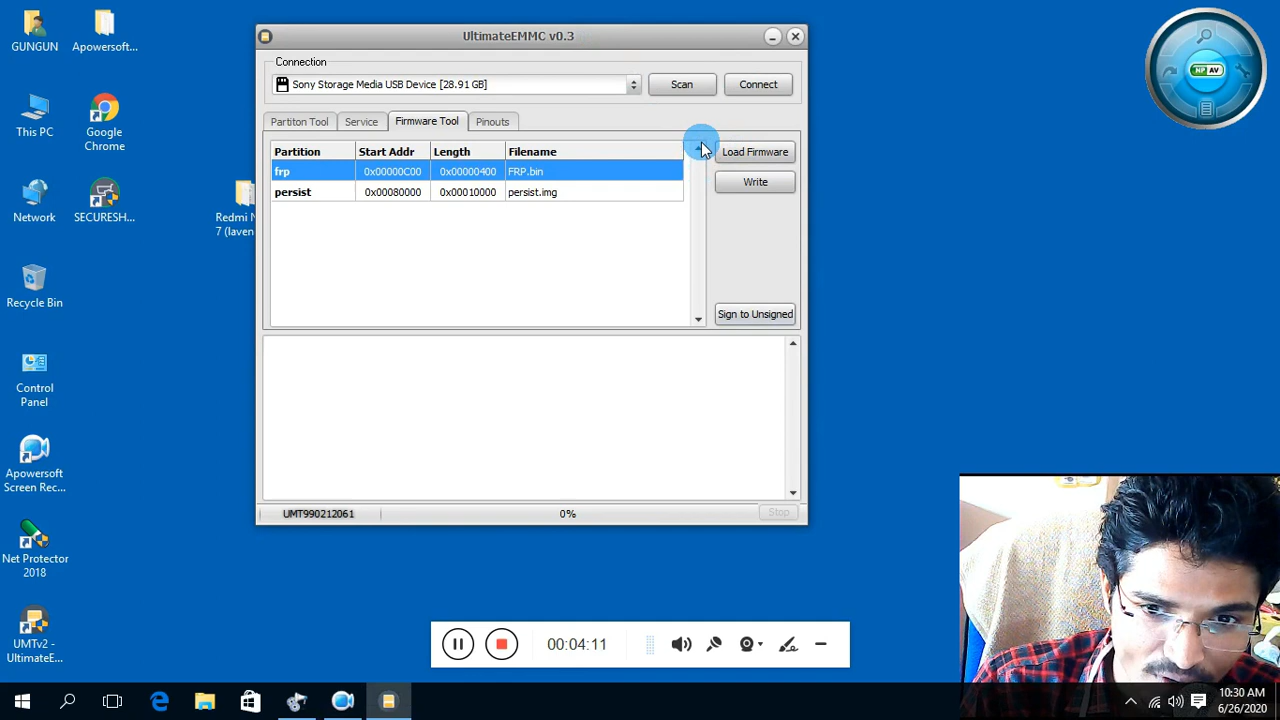 GUNGUN
Apowersoft...
This PC
Google
Chrome
Network
SECURESH...
Redmi N
7 (laven
Recycle Bin
Control
Panel
Apowersoft
Screen Rec...
Net Protector
2018
UMTv2 -
UltimateE...
UltimateEMMC v0.3
Connection
Sony Storage Media USB Device [28.91 GB]
Scan
Connect
Partiton Tool
Service
Firmware Tool
Pinouts
Partition Start Addr Length Filename
frp 0x00000C00 0x00000400 FRP.bin
persist 0x00080000 0x00010000 persist.img
Load Firmware
Write
Sign to Unsigned
UMT990212061
0%
Stop
NP AV
00:04:11
10:30 AM
6/26/2020